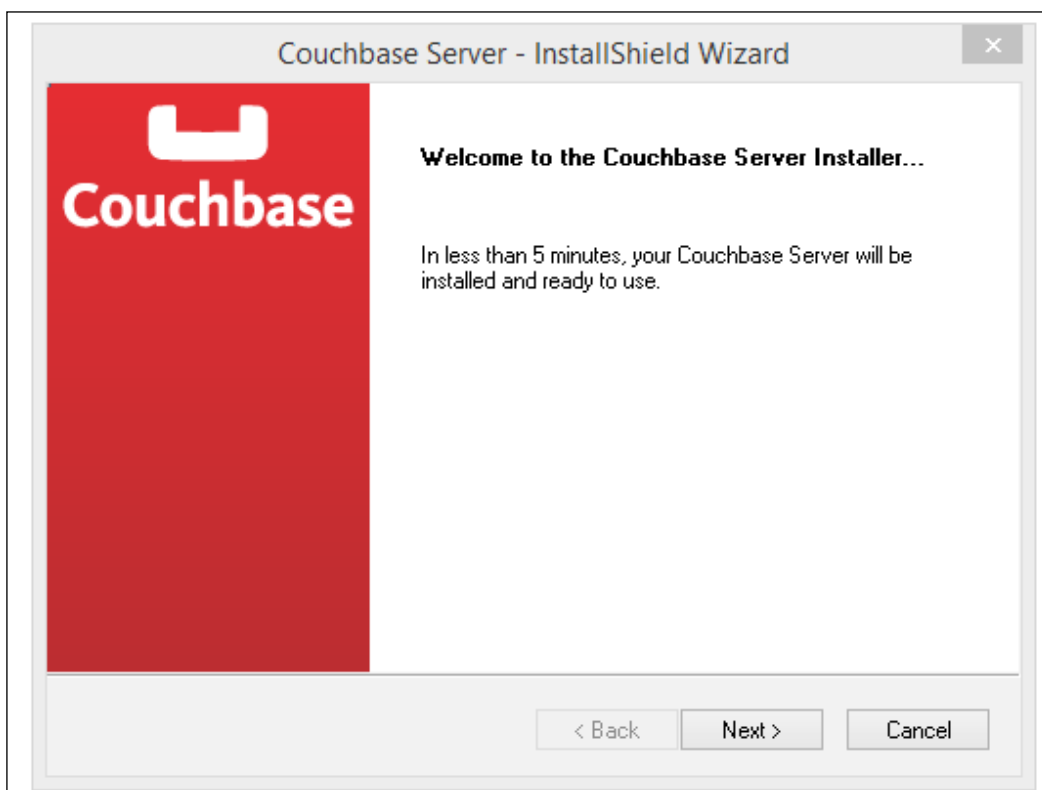 Couchbase Server - InstallShield Wizard
Couchbase
Welcome to the Couchbase Server Installer...
In less than 5 minutes, your Couchbase Server will be
installed and ready to use.
< Back
Next >
Cancel